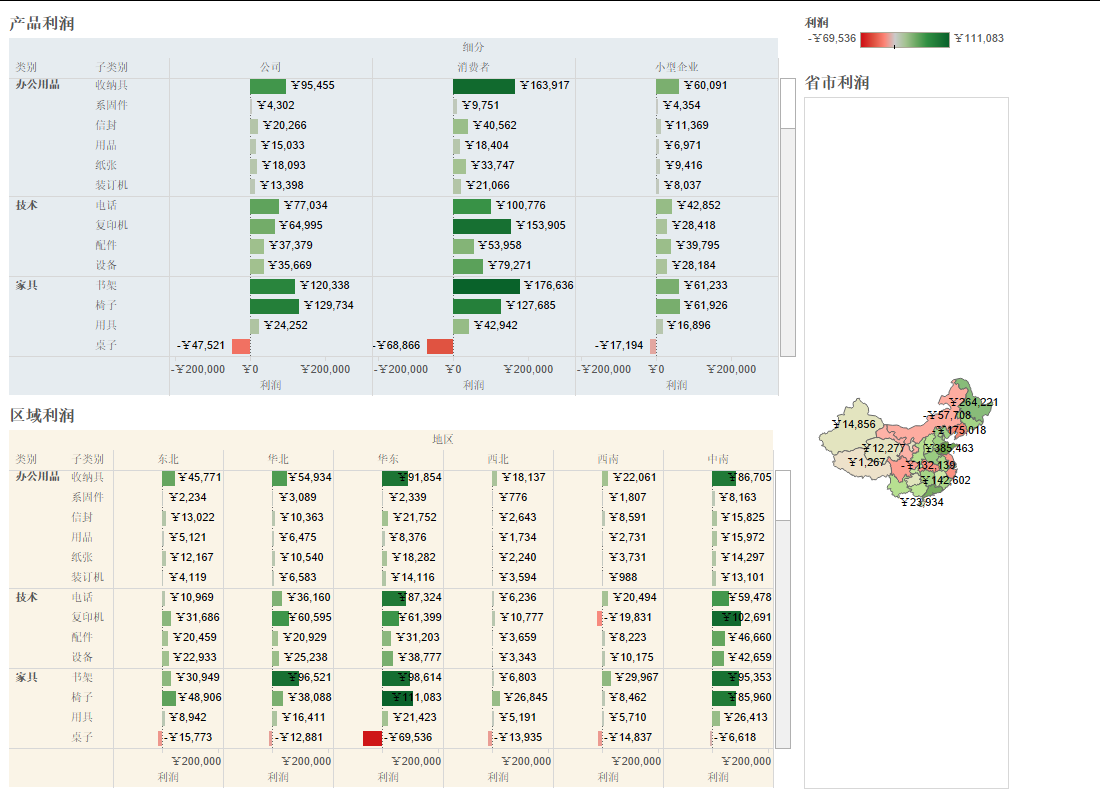 产品利润
细分
类别 子类别 公司 消费者 小型企业
办公用品 收纳具 ¥95,455 ¥163,917 ¥60,091
系固件 ¥4,302 ¥9,751 ¥4,354
信封 ¥20,266 ¥40,562 ¥11,369
用品 ¥15,033 ¥18,404 ¥6,971
纸张 ¥18,093 ¥33,747 ¥9,416
装订机 ¥13,398 ¥21,066 ¥8,037
技术 电话 ¥77,034 ¥100,776 ¥42,852
复印机 ¥64,995 ¥153,905 ¥28,418
配件 ¥37,379 ¥53,958 ¥39,795
设备 ¥35,669 ¥79,271 ¥28,184
家具 书架 ¥120,338 ¥176,636 ¥61,233
椅子 ¥129,734 ¥127,685 ¥61,926
用具 ¥24,252 ¥42,942 ¥16,896
桌子 -¥47,521 -¥68,866 -¥17,194
-¥200,000 ¥0 ¥200,000 -¥200,000 ¥0 ¥200,000 -¥200,000 ¥0 ¥200,000
利润 利润 利润
区域利润
地区
类别 子类别 东北 华北 华东 西北 西南 中南
办公用品 收纳具 ¥45,771 ¥54,934 ¥91,854 ¥18,137 ¥22,061 ¥86,705
系固件 ¥2,234 ¥3,089 ¥2,339 ¥776 ¥1,807 ¥8,163
信封 ¥13,022 ¥10,363 ¥21,752 ¥2,643 ¥8,591 ¥15,825
用品 ¥5,121 ¥6,475 ¥8,376 ¥1,734 ¥2,731 ¥15,972
纸张 ¥12,167 ¥10,540 ¥18,282 ¥2,240 ¥3,731 ¥14,297
装订机 ¥4,119 ¥6,583 ¥14,116 ¥3,594 ¥988 ¥13,101
技术 电话 ¥10,969 ¥36,160 ¥87,324 ¥6,236 ¥20,494 ¥59,478
复印机 ¥31,686 ¥60,595 ¥61,399 ¥10,777 -¥19,831 ¥102,691
配件 ¥20,459 ¥20,929 ¥31,203 ¥3,659 ¥8,223 ¥46,660
设备 ¥22,933 ¥25,238 ¥38,777 ¥3,343 ¥10,175 ¥42,659
家具 书架 ¥30,949 ¥96,521 ¥98,614 ¥6,803 ¥29,967 ¥95,353
椅子 ¥48,906 ¥38,088 ¥111,083 ¥26,845 ¥8,462 ¥85,960
用具 ¥8,942 ¥16,411 ¥21,423 ¥5,191 ¥5,710 ¥26,413
桌子 -¥15,773 -¥12,881 -¥69,536 -¥13,935 -¥14,837 -¥6,618
¥200,000 ¥200,000 ¥200,000 ¥200,000 ¥200,000 ¥200,000
利润 利润 利润 利润 利润 利润
利润
-¥69,536 ¥111,083
省市利润
¥264,221
-¥57,708
¥14,856
¥175,018
¥12,277 ¥385,463
¥1,267 -¥132,139
¥142,602
¥23,934